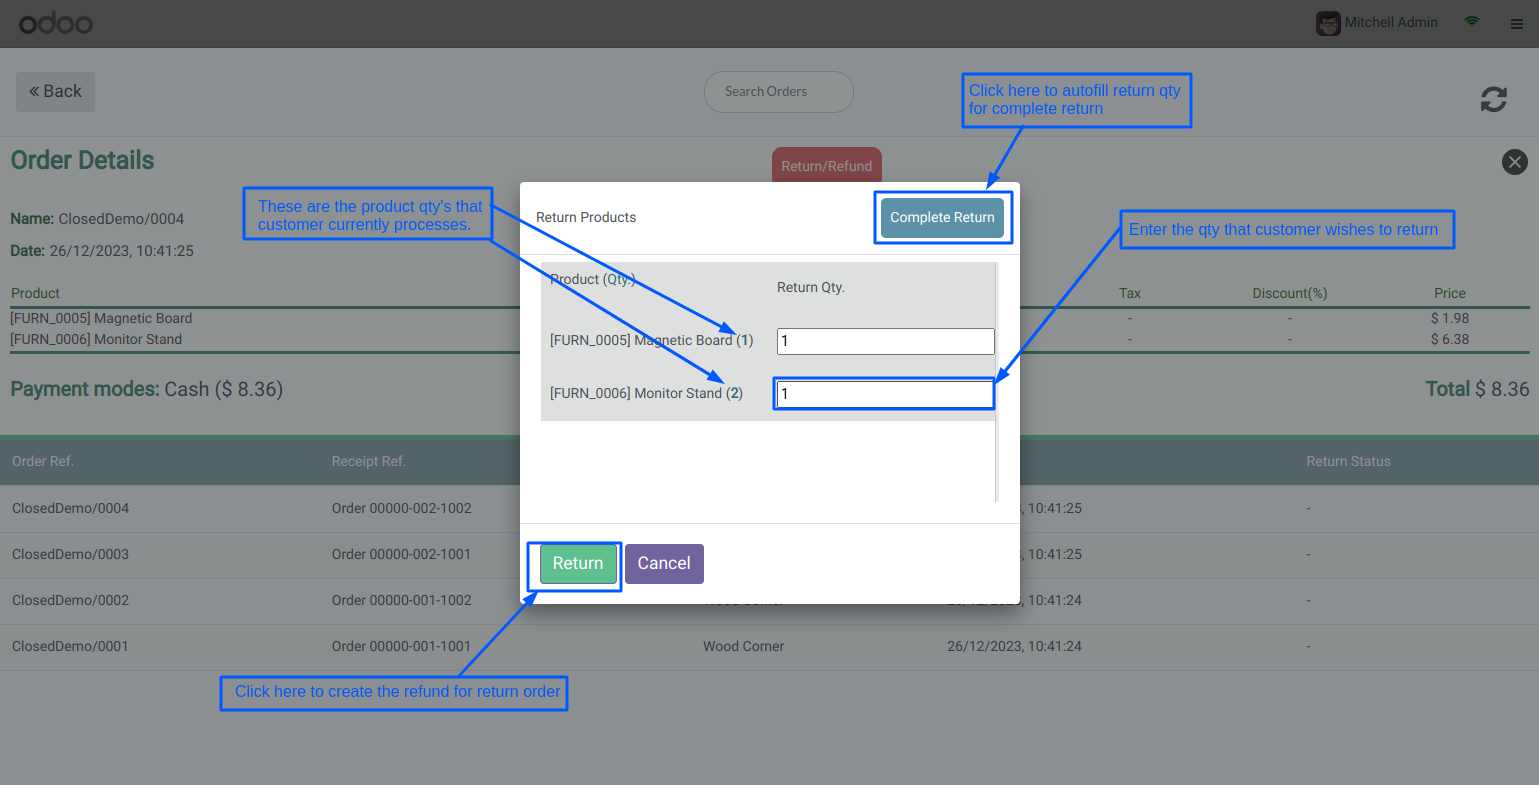 odoo
Mitchell Admin
Back
Search Orders
Click here to autofill return qty
for complete return
Order Details
Return/Refund
Name: ClosedDemo/0004
Date: 26/12/2023, 10:41:25
These are the product qty's that
customer currently processes.
Return Products
Complete Return
Enter the qty that customer wishes to return
Product (Qty.)
Return Qty.
[FURN_0005] Magnetic Board (1)
1
[FURN_0006] Monitor Stand (2)
1
Return
Cancel
Product
Tax
Discount(%)
Price
[FURN_0005] Magnetic Board
-
-
$ 1.98
[FURN_0006] Monitor Stand
-
-
$ 6.38
Payment modes: Cash ($ 8.36)
Total $ 8.36
Order Ref.
Receipt Ref.
Return Status
ClosedDemo/0004
Order 00000-002-1002
, 10:41:25
-
ClosedDemo/0003
Order 00000-002-1001
, 10:41:25
-
ClosedDemo/0002
Order 00000-001-1002
, 10:41:24
-
ClosedDemo/0001
Order 00000-001-1001
Wood Corner
26/12/2023, 10:41:24
-
Click here to create the refund for return order